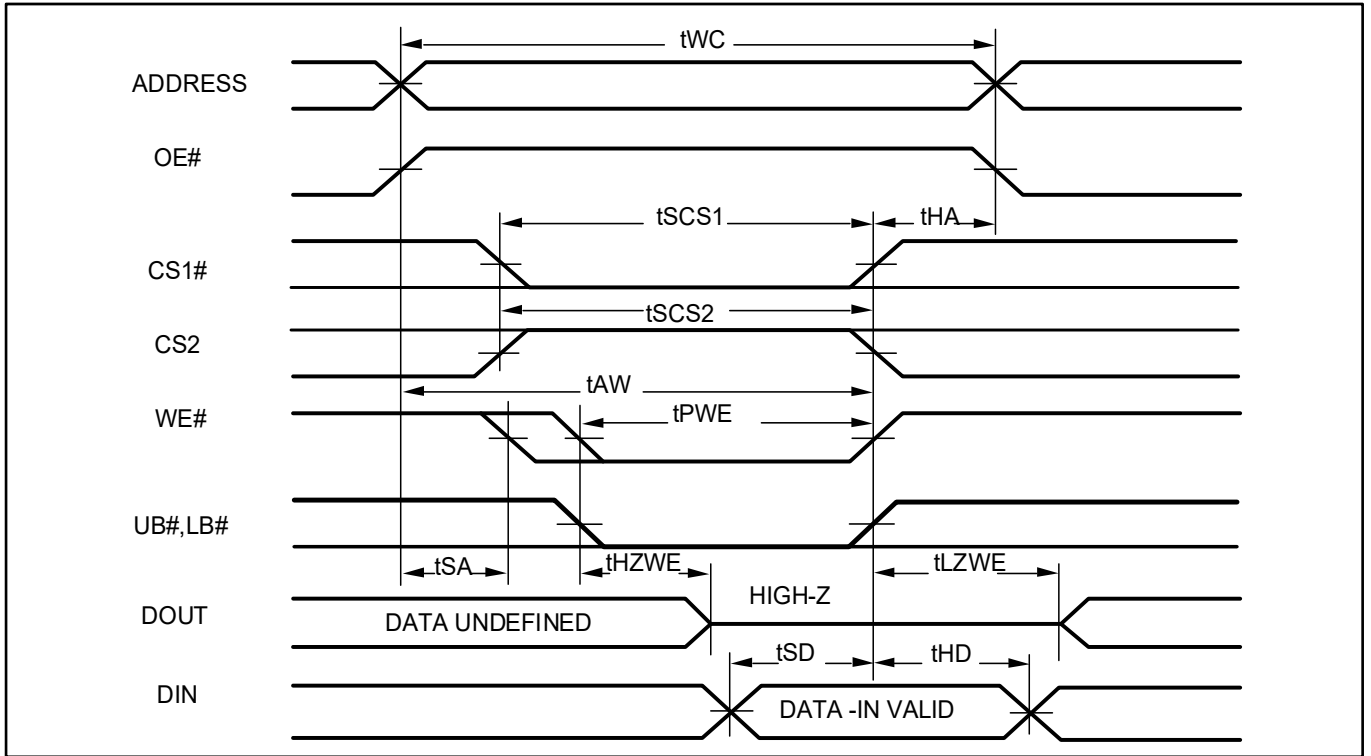 tWC
ADDRESS
OE#
tSCS1
tHA
CS1#
tSCS2
CS2
tAW
WE#
tPWE
UB#,LB#
tSA
tHZWE
tLZWE
DOUT
DATA UNDEFINED
HIGH-Z
tSD
tHD
DIN
DATA -IN VALID